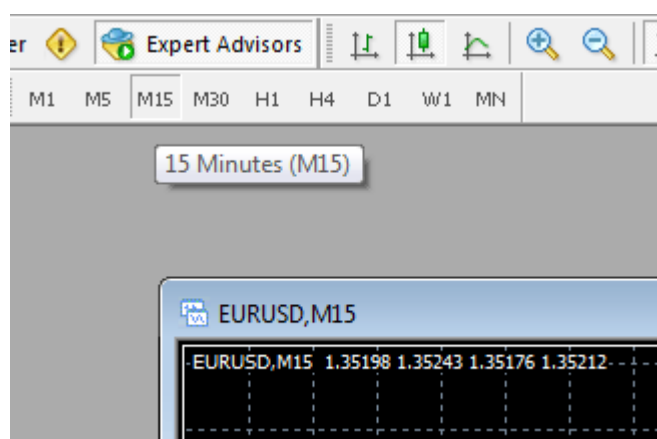 er Expert Advisors
M1 M5 M15 M30 H1 H4 D1 W1 MN
15 Minutes (M15)
EURUSD,M15
EURUSD,M15 1.35198 1.35243 1.35176 1.35212